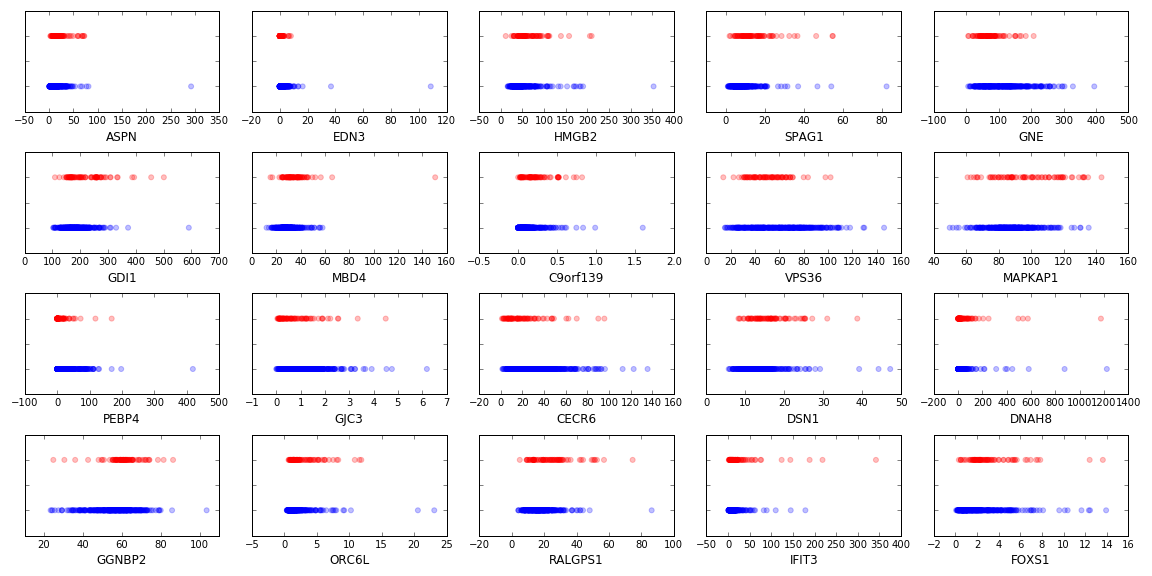 −50 0 50 100 150 200 250 300 350 −20 0 20 40 60 80 100 120 −50 0 50 100 150 200 250 300 350 400 0 20 40 60 80 −100 0 100 200 300 400 500
ASPN EDN3 HMGB2 SPAG1 GNE
0 100 200 300 400 500 600 700 0 20 40 60 80 100 120 140 160 −0.5 0.0 0.5 1.0 1.5 2.0 0 20 40 60 80 100 120 140 160 40 60 80 100 120 140 160
GDI1 MBD4 C9orf139 VPS36 MAPKAP1
−100 0 100 200 300 400 500 −1 0 1 2 3 4 5 6 7 −20 0 20 40 60 80 100 120 140 160 0 10 20 30 40 50 −200 0 200 400 600 800 1000 1200 1400
PEBP4 GJC3 CECR6 DSN1 DNAH8
20 40 60 80 100 −5 0 5 10 15 20 25 −20 0 20 40 60 80 100 −50 0 50 100 150 200 250 300 350 400 −2 0 2 4 6 8 10 12 14 16
GGNBP2 ORC6L RALGPS1 IFIT3 FOXS1